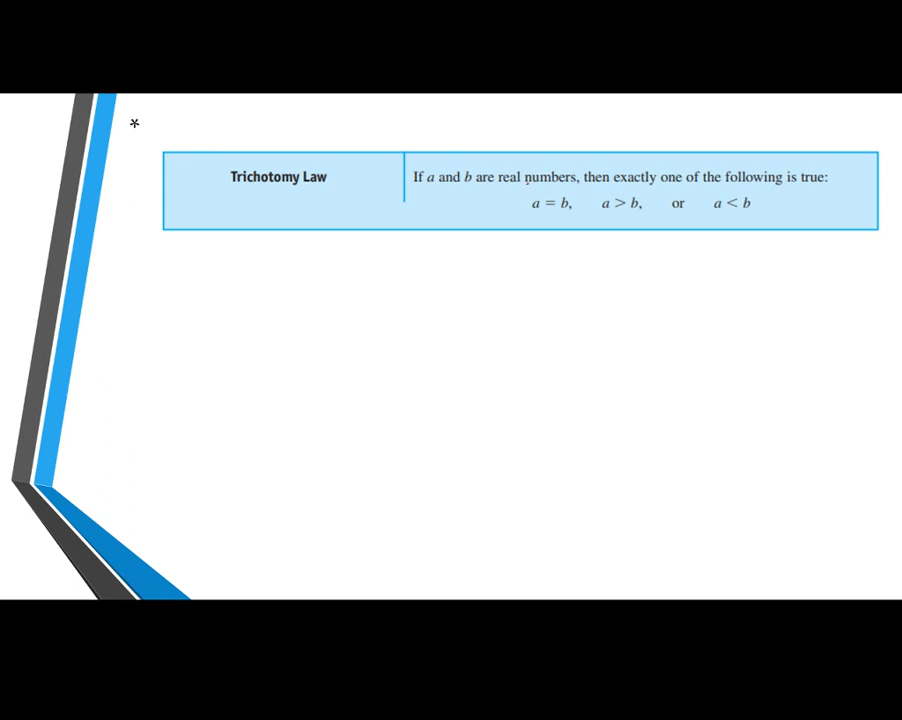 *
Trichotomy Law
If a and b are real numbers, then exactly one of the following is true:
a = b, a > b, or a < b